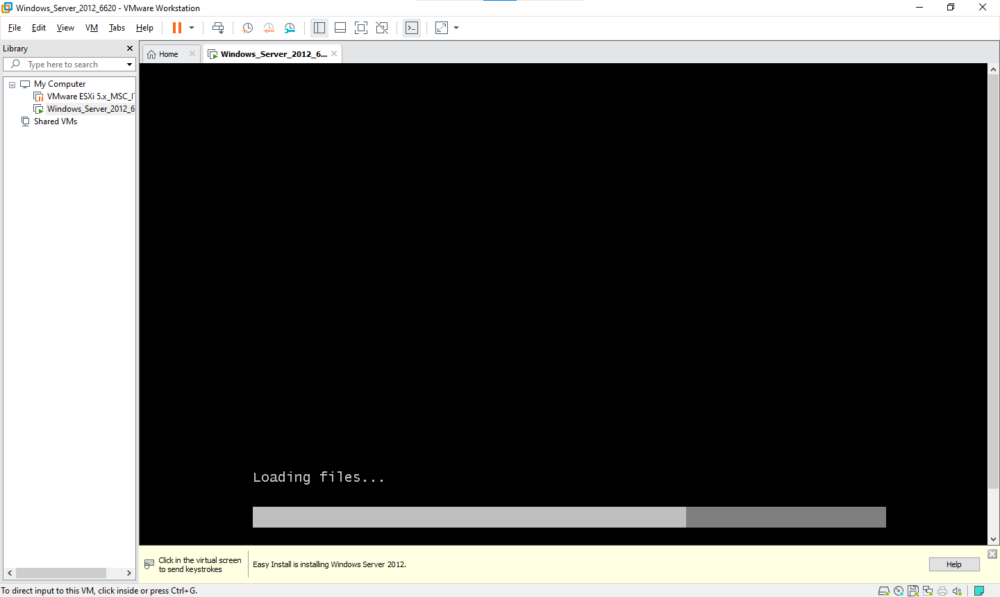 Windows_Server_2012_6620 - VMware Workstation
File Edit View VM Tabs Help
Library
Type here to search
My Computer
VMware ESXi 5.x_MSC_I
Windows_Server_2012_6
Shared VMs
Home
Windows_Server_2012_6...
Loading files...
Click in the virtual screen
to send keystrokes
Easy Install is installing Windows Server 2012.
Help
To direct input to this VM, click inside or press Ctrl+G.